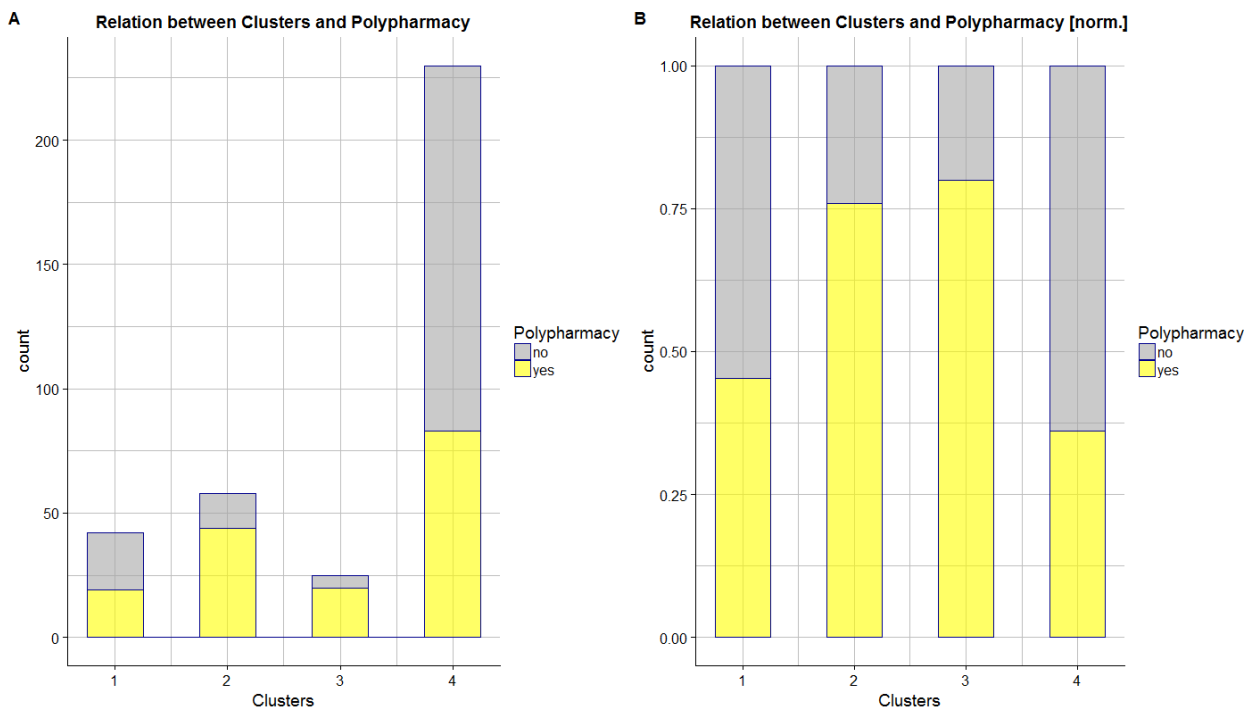 A
Relation between Clusters and Polypharmacy
200
150
100
50
0
count
1 2 3 4
Clusters
Polypharmacy
no
yes
B
Relation between Clusters and Polypharmacy [norm.]
1.00
0.75
0.50
0.25
0.00
count
1 2 3 4
Clusters
Polypharmacy
no
yes